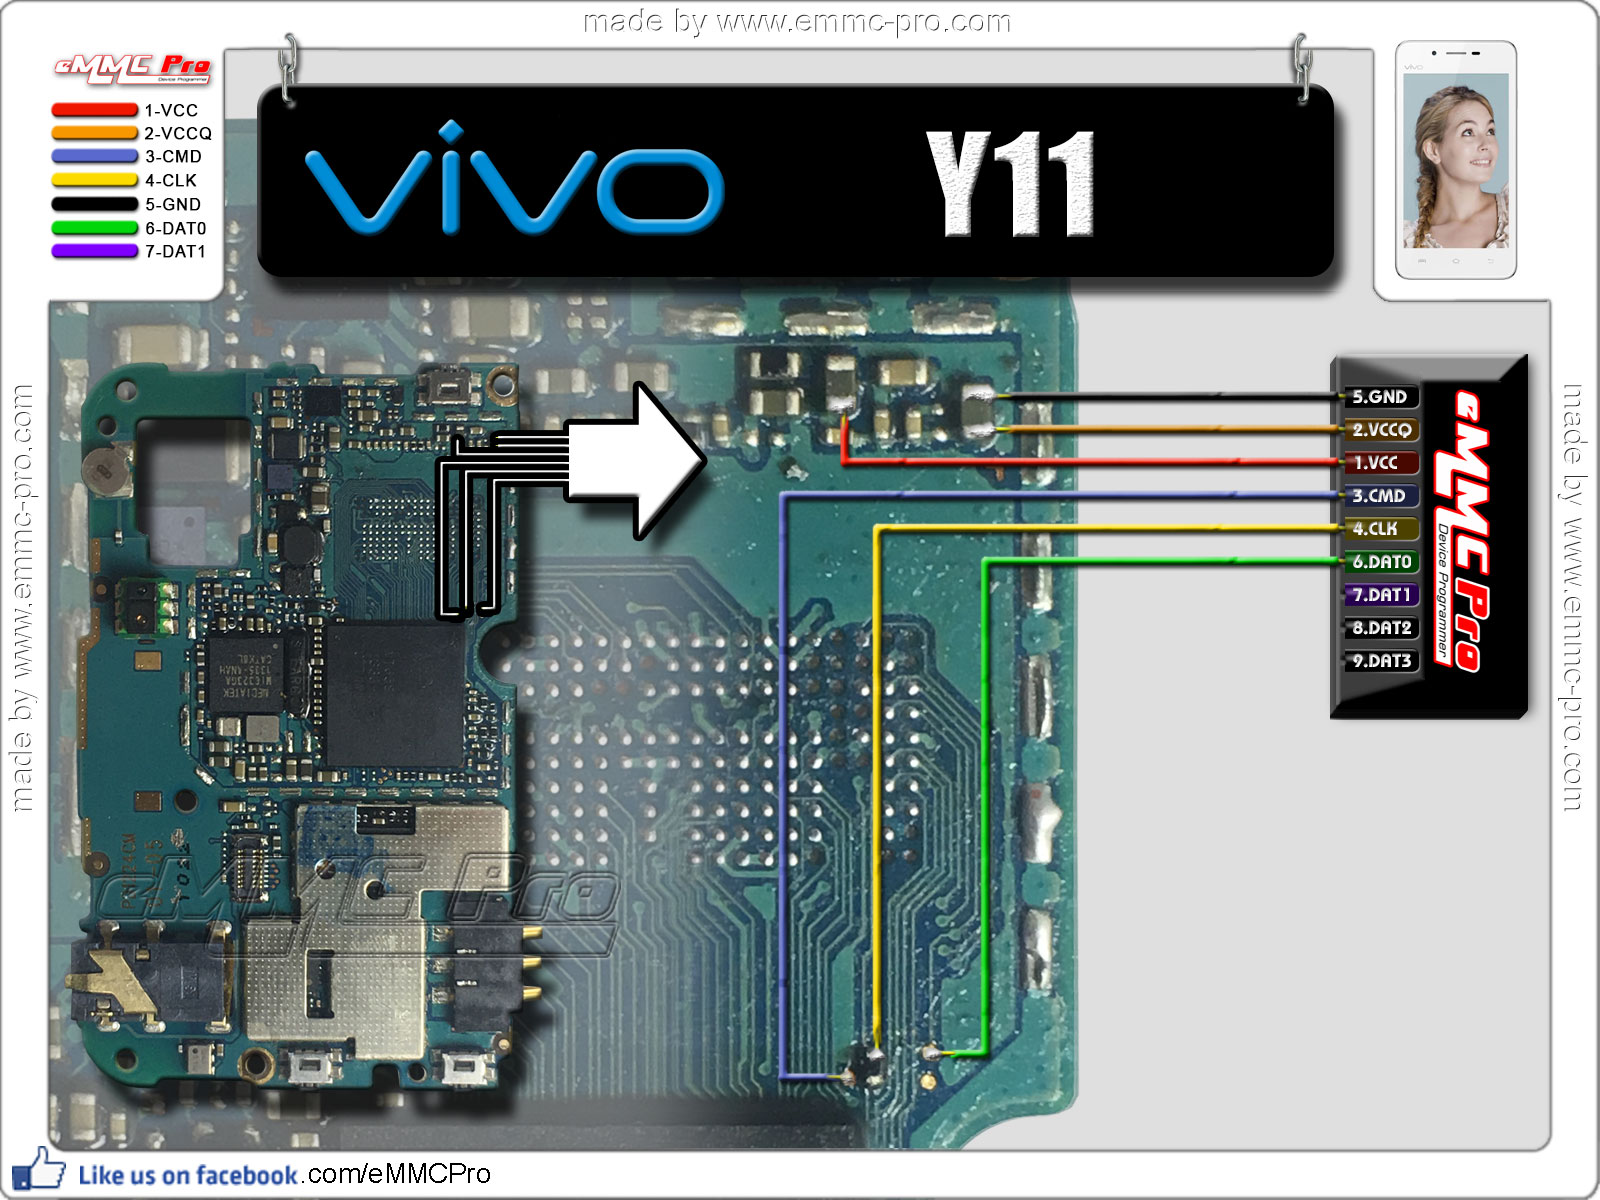 made by www.emmc-pro.com
eMMC Pro
Device Programmer
1-VCC
2-VCCQ
3-CMD
4-CLK
5-GND
6-DAT0
7-DAT1
vivo
Y11
vivo
made by www.emmc-pro.com
made by www.emmc-pro.com
5.GND
2.VCCQ
1.VCC
3.CMD
4.CLK
6.DAT0
7.DAT1
8.DAT2
9.DAT3
eMMC Pro
Device Programmer
MEDIATEK
eMMC Pro
Like us on facebook.com/eMMCPro